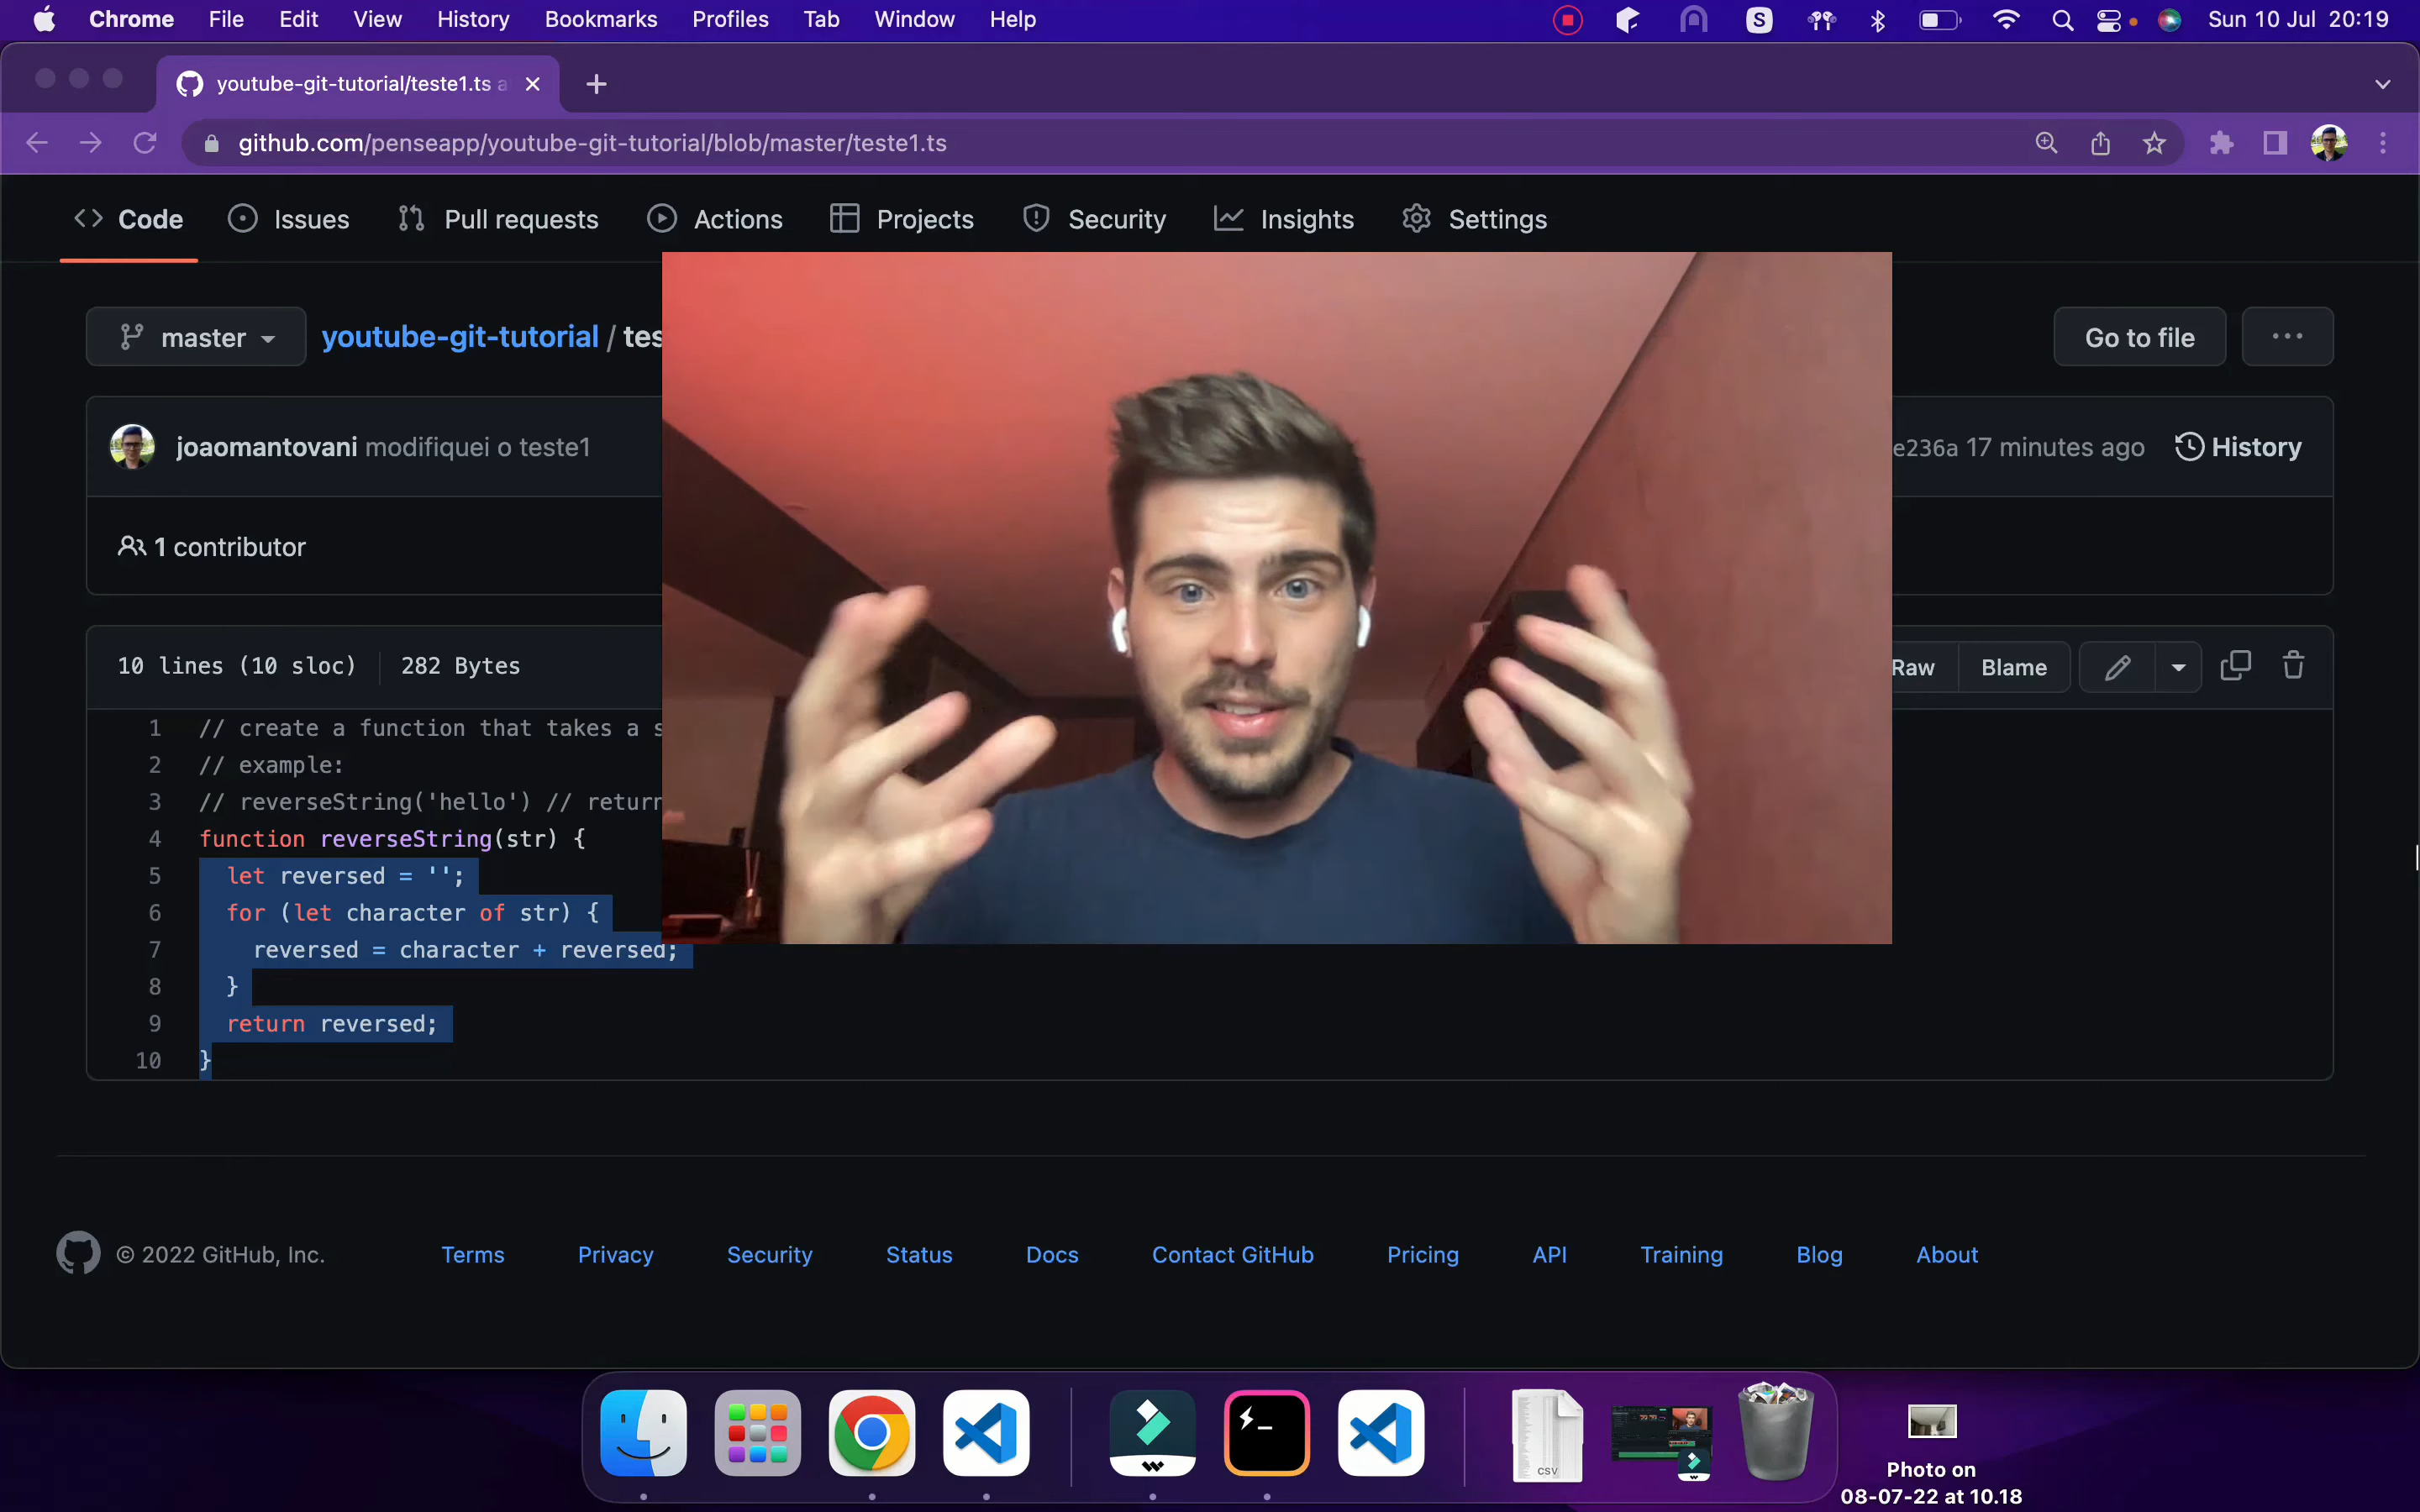 Chrome File Edit View History Bookmarks Profiles Tab Window Help S Sun 10 Jul 20:19
youtube-git-tutorial/teste1.ts a
github.com/penseapp/youtube-git-tutorial/blob/master/teste1.ts
Code Issues Pull requests Actions Projects Security Insights Settings
master youtube-git-tutorial / tes Go to file ...
joaomantovani modifiquei o teste1 e236a 17 minutes ago History
1 contributor
10 lines (10 sloc) 282 Bytes Raw Blame
1 // create a function that takes a s
2 // example:
3 // reverseString('hello') // return
4 function reverseString(str) {
5 let reversed = '';
6 for (let character of str) {
7 reversed = character + reversed;
8 }
9 return reversed;
10 }
© 2022 GitHub, Inc. Terms Privacy Security Status Docs Contact GitHub Pricing API Training Blog About
CSV
Photo on
08-07-22 at 10.18